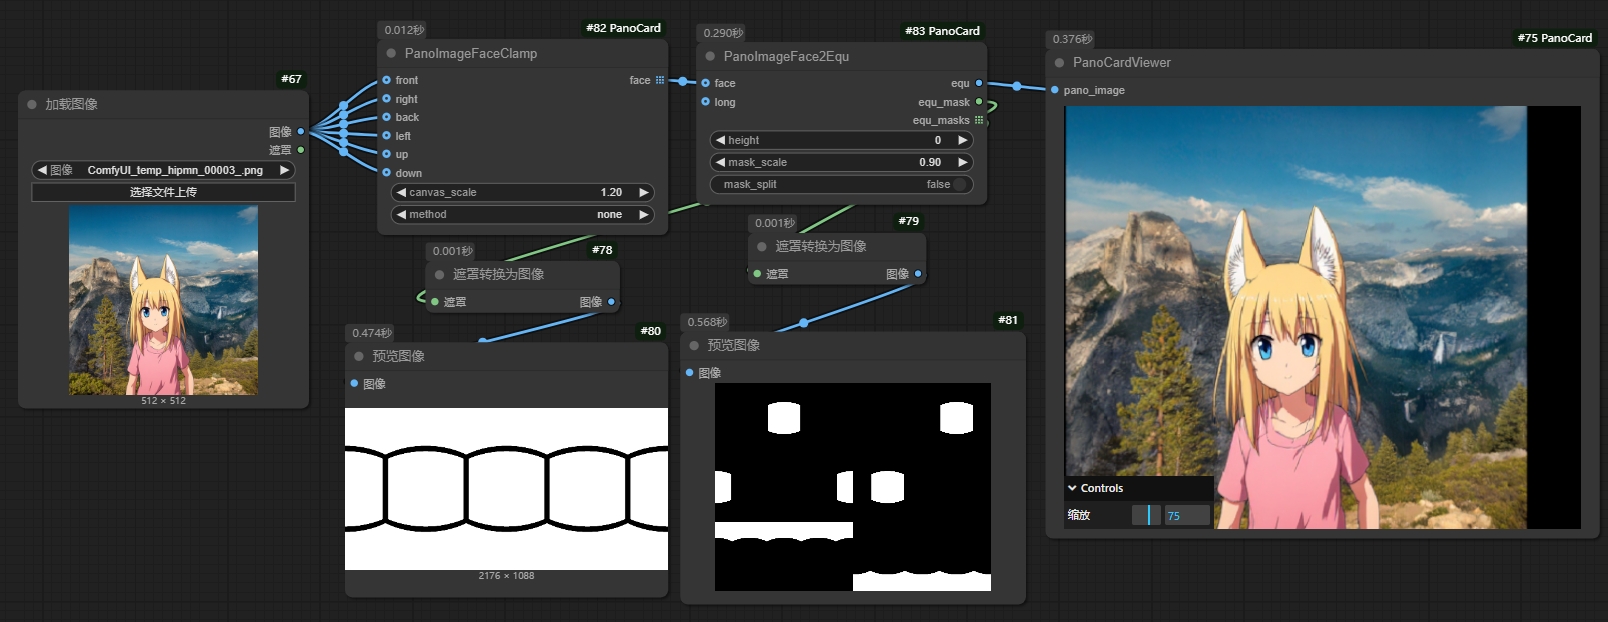 #67
加载图像
图像
遮罩
图像 ComfyUI_temp_hipmn_00003_.png
选择文件上传
512 × 512
0.012秒
#82 PanoCard
PanoImageFaceClamp
front
face
right
back
left
up
down
canvas_scale 1.20
method none
0.290秒
#83 PanoCard
PanoImageFace2Equ
face
equ
long
equ_mask
equ_masks
height 0
mask_scale 0.90
mask_split false
0.001秒
#78
遮罩转换为图像
遮罩
图像
0.001秒
#79
遮罩转换为图像
遮罩
图像
0.474秒
#80
预览图像
图像
2176 × 1088
0.568秒
#81
预览图像
图像
0.376秒
#75 PanoCard
PanoCardViewer
pano_image
Controls
缩放 75